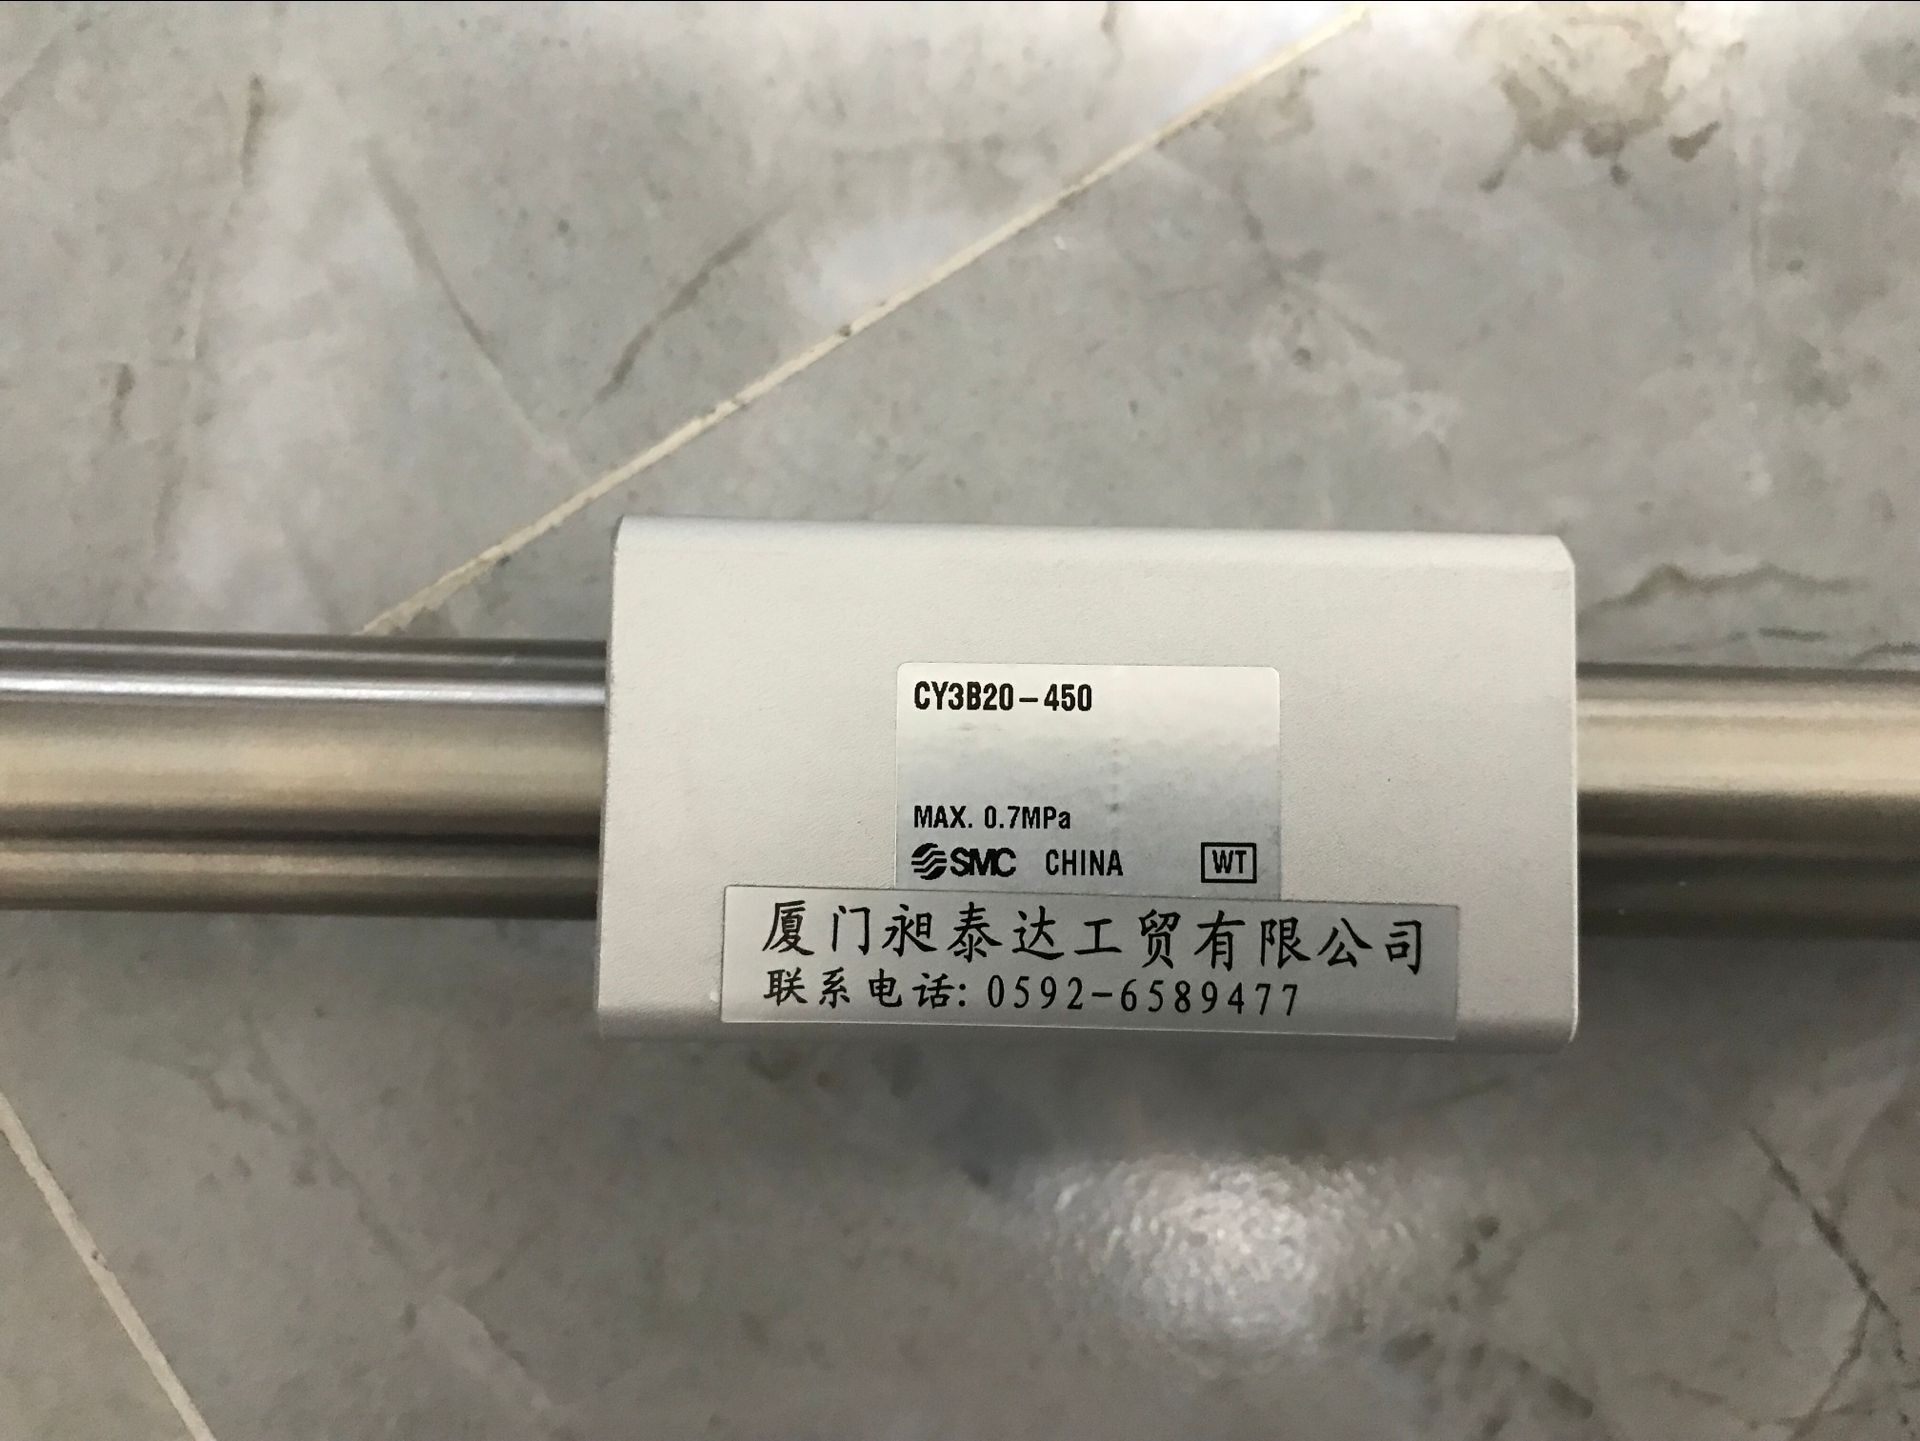 CY3B20-450
MAX. 0.7MPa
SMC CHINA WT
厦门昶泰达工贸有限公司
联系电话: 0592-6589477